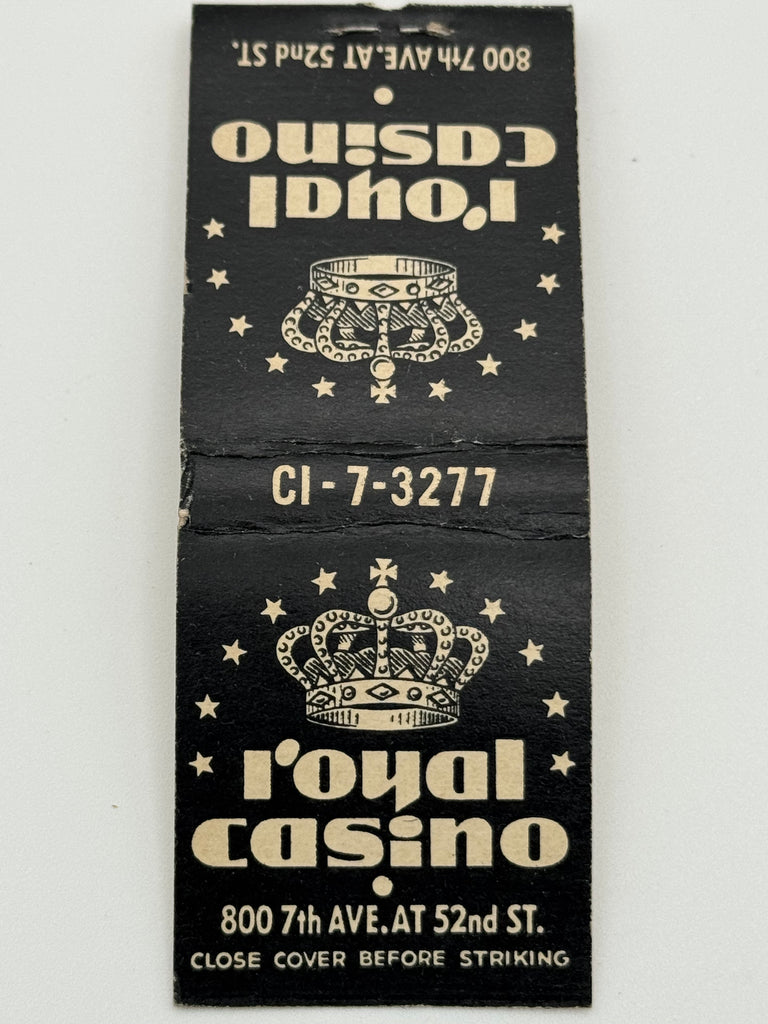 800 7th AVE. AT 52nd ST.
royal
casino
CI-7-3277
royal
casino
800 7th AVE. AT 52nd ST.
CLOSE COVER BEFORE STRIKING